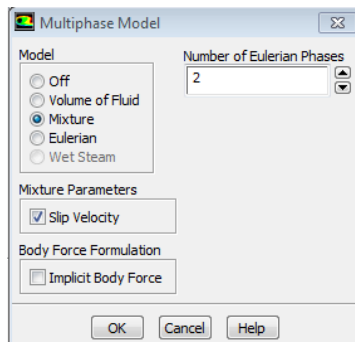 Multiphase Model
Model
Off
Volume of Fluid
Mixture
Eulerian
Wet Steam
Number of Eulerian Phases
2
Mixture Parameters
Slip Velocity
Body Force Formulation
Implicit Body Force
OK Cancel Help